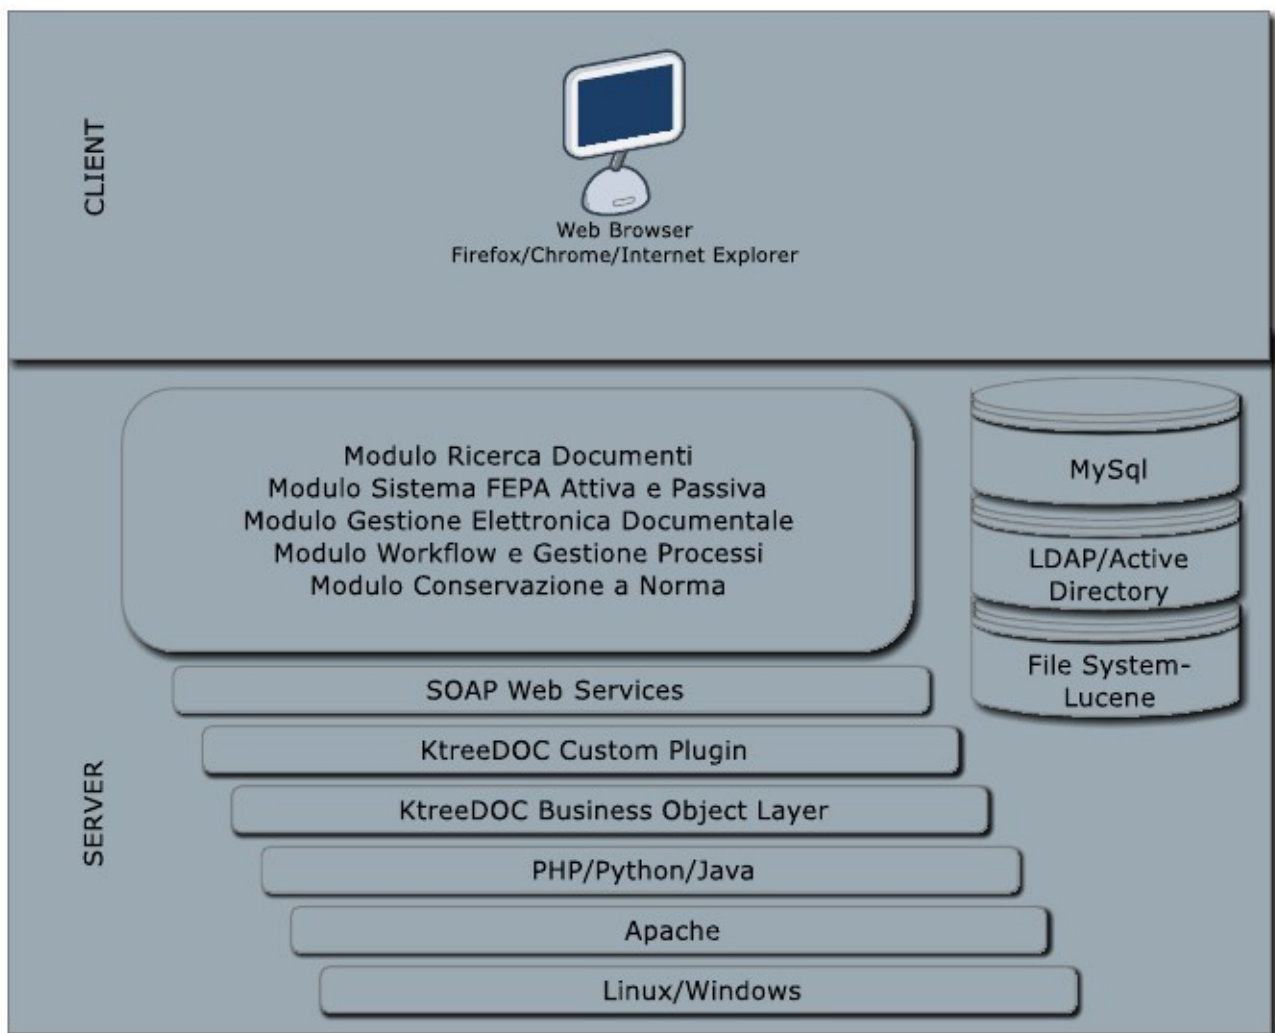 CLIENT
Web Browser
Firefox/Chrome/Internet Explorer
SERVER
Modulo Ricerca Documenti
Modulo Sistema FEPA Attiva e Passiva
Modulo Gestione Elettronica Documentale
Modulo Workflow e Gestione Processi
Modulo Conservazione a Norma
SOAP Web Services
KtreeDOC Custom Plugin
KtreeDOC Business Object Layer
PHP/Python/Java
Apache
Linux/Windows
MySql
LDAP/Active
Directory
File System-
Lucene